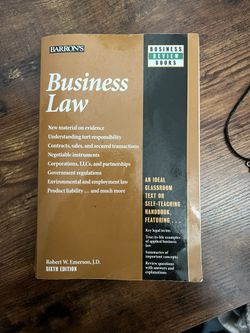 BARRON'S
BUSINESS
REVIEW
BOOKS
Business
Law
New material on evidence
Understanding tort responsibility
Contracts, sales, and secured transactions
Negotiable instruments
Corporations, LLCs, and partnerships
Government regulations
Environmental and employment law
Product liability ... and much more
AN IDEAL
CLASSROOM
TEXT OR
SELF-TEACHING
HANDBOOK,
FEATURING ...
Key legal terms
True-to-life examples
of applied business
law
Summaries of
important concepts
Review questions
with answers and
explanations
Robert W. Emerson, J.D.
SIXTH EDITION